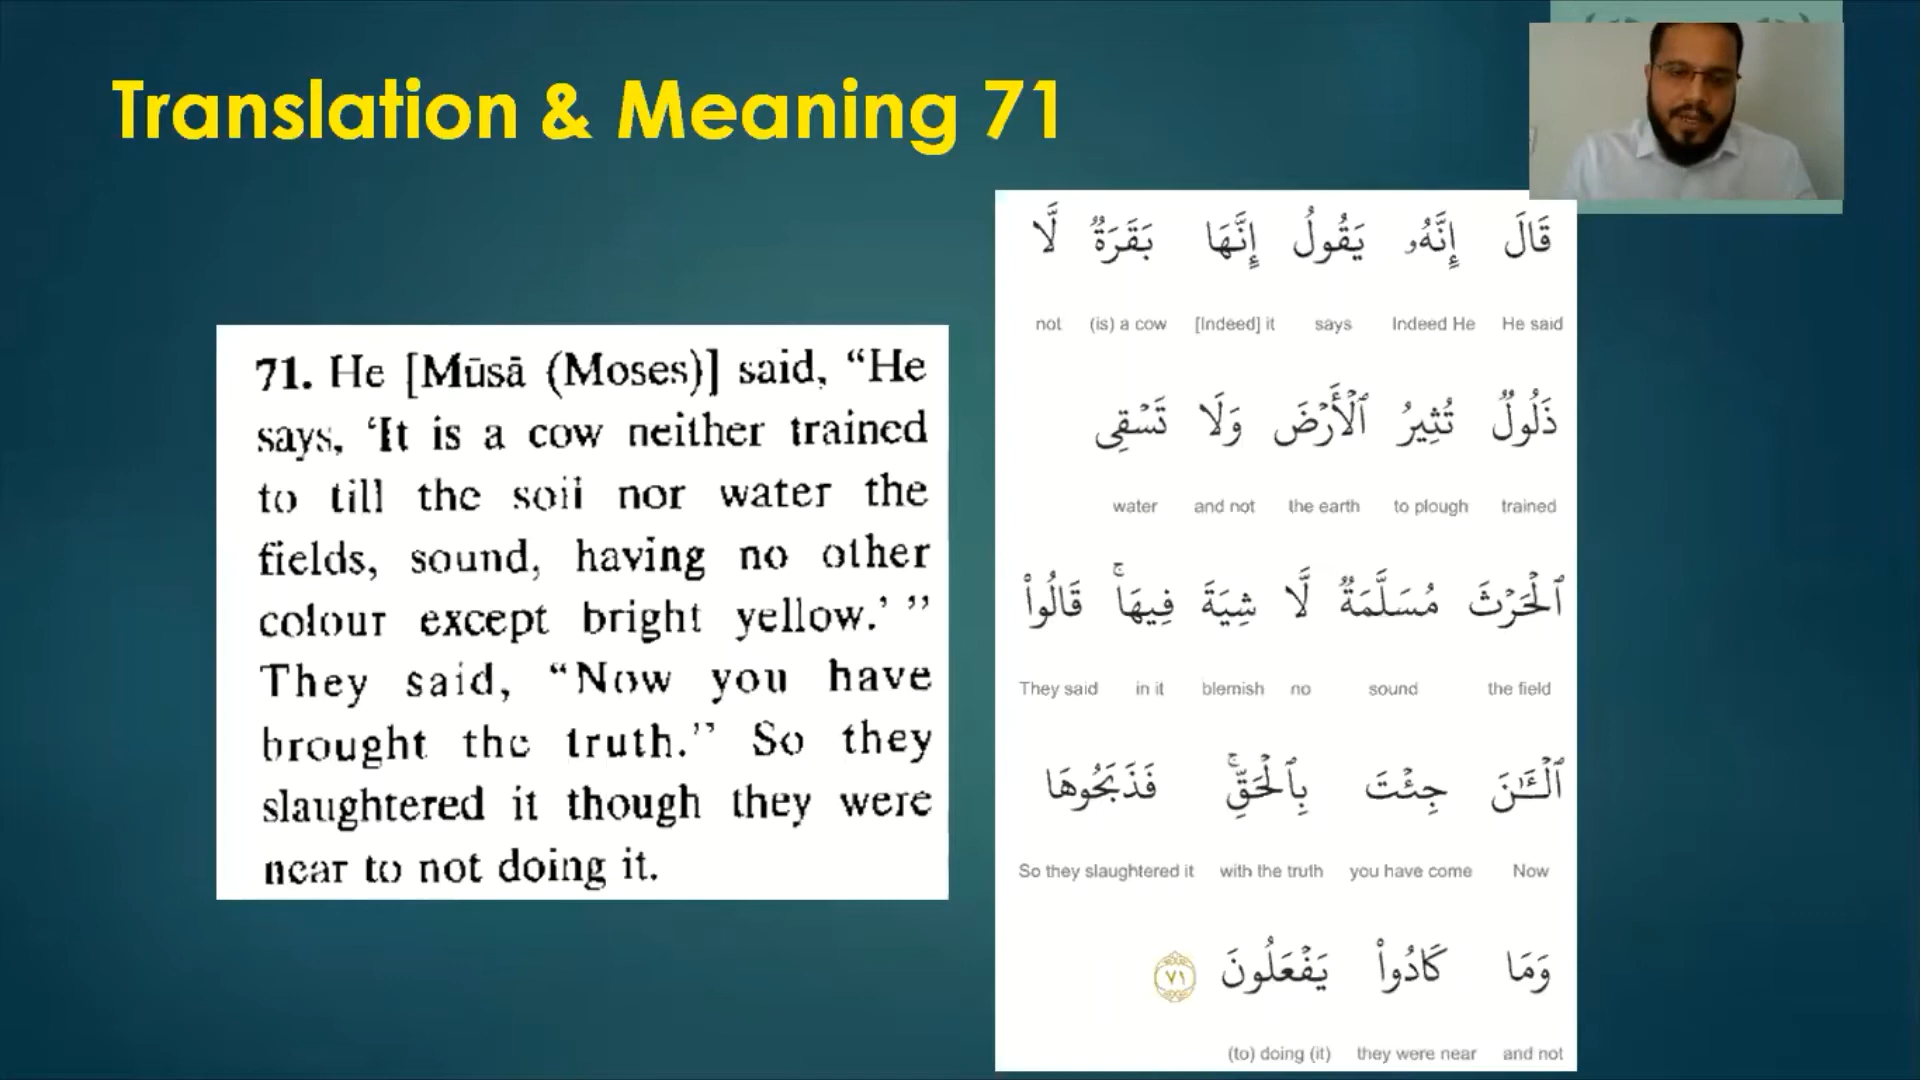 Translation & Meaning 71
71. He [Mūsā (Moses)] said, “He
says, ‘It is a cow neither trained
to till the soil nor water the
fields, sound, having no other
colour except bright yellow.’ ”
They said, “Now you have
brought the truth.” So they
slaughtered it though they were
near to not doing it.
قَالَ إِنَّهُۥ يَقُولُ إِنَّهَا بَقَرَةٌ لَّا
not (is) a cow [Indeed] it says Indeed He He said
ذَلُولٌ تُثِيرُ ٱلْأَرْضَ وَلَا تَسْقِى
water and not the earth to plough trained
ٱلْحَرْثَ مُسَلَّمَةٌ لَّا شِيَةَ فِيهَا ۚ قَالُوا۟
They said in it blemish no sound the field
ٱلْـَٔـٰنَ جِئْتَ بِٱلْحَقِّ ۚ فَذَبَحُوهَا
So they slaughtered it with the truth you have come Now
وَمَا كَادُوا۟ يَفْعَلُونَ ٧١
(to) doing (it) they were near and not